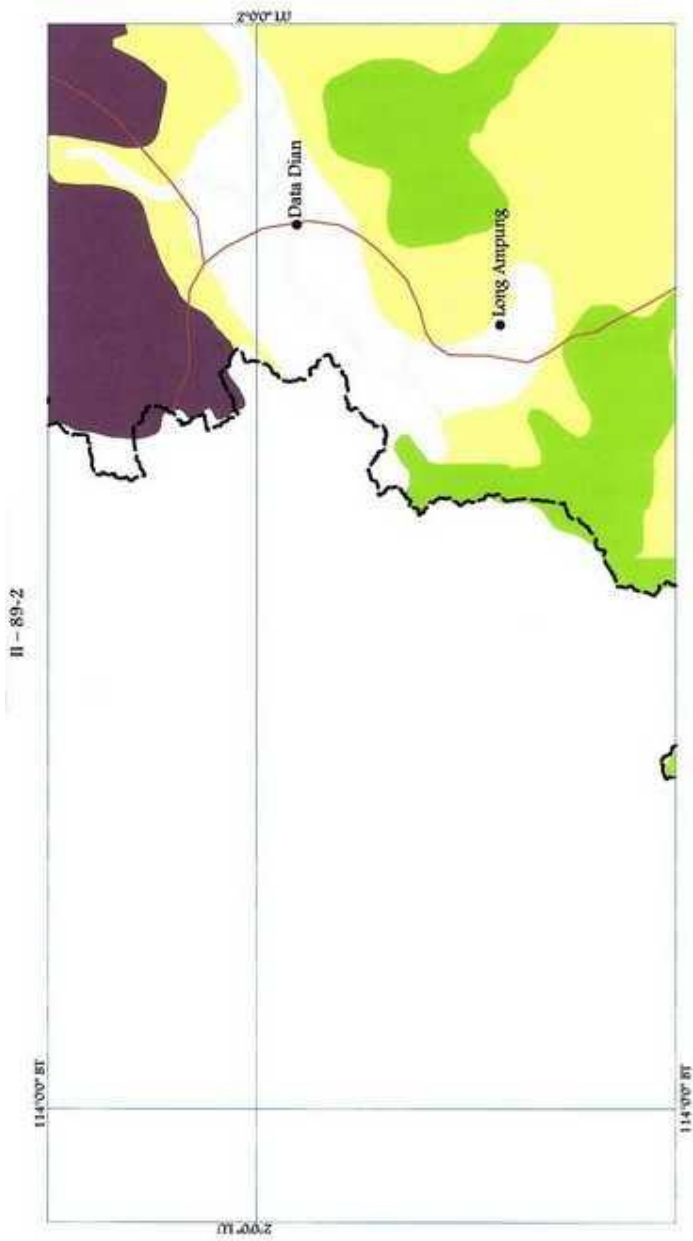 II – 89-2
114°0'0" BT
114°0'0" BT
2°0'0" LU
2°0'0" LU
Data Dian
Long Ampung